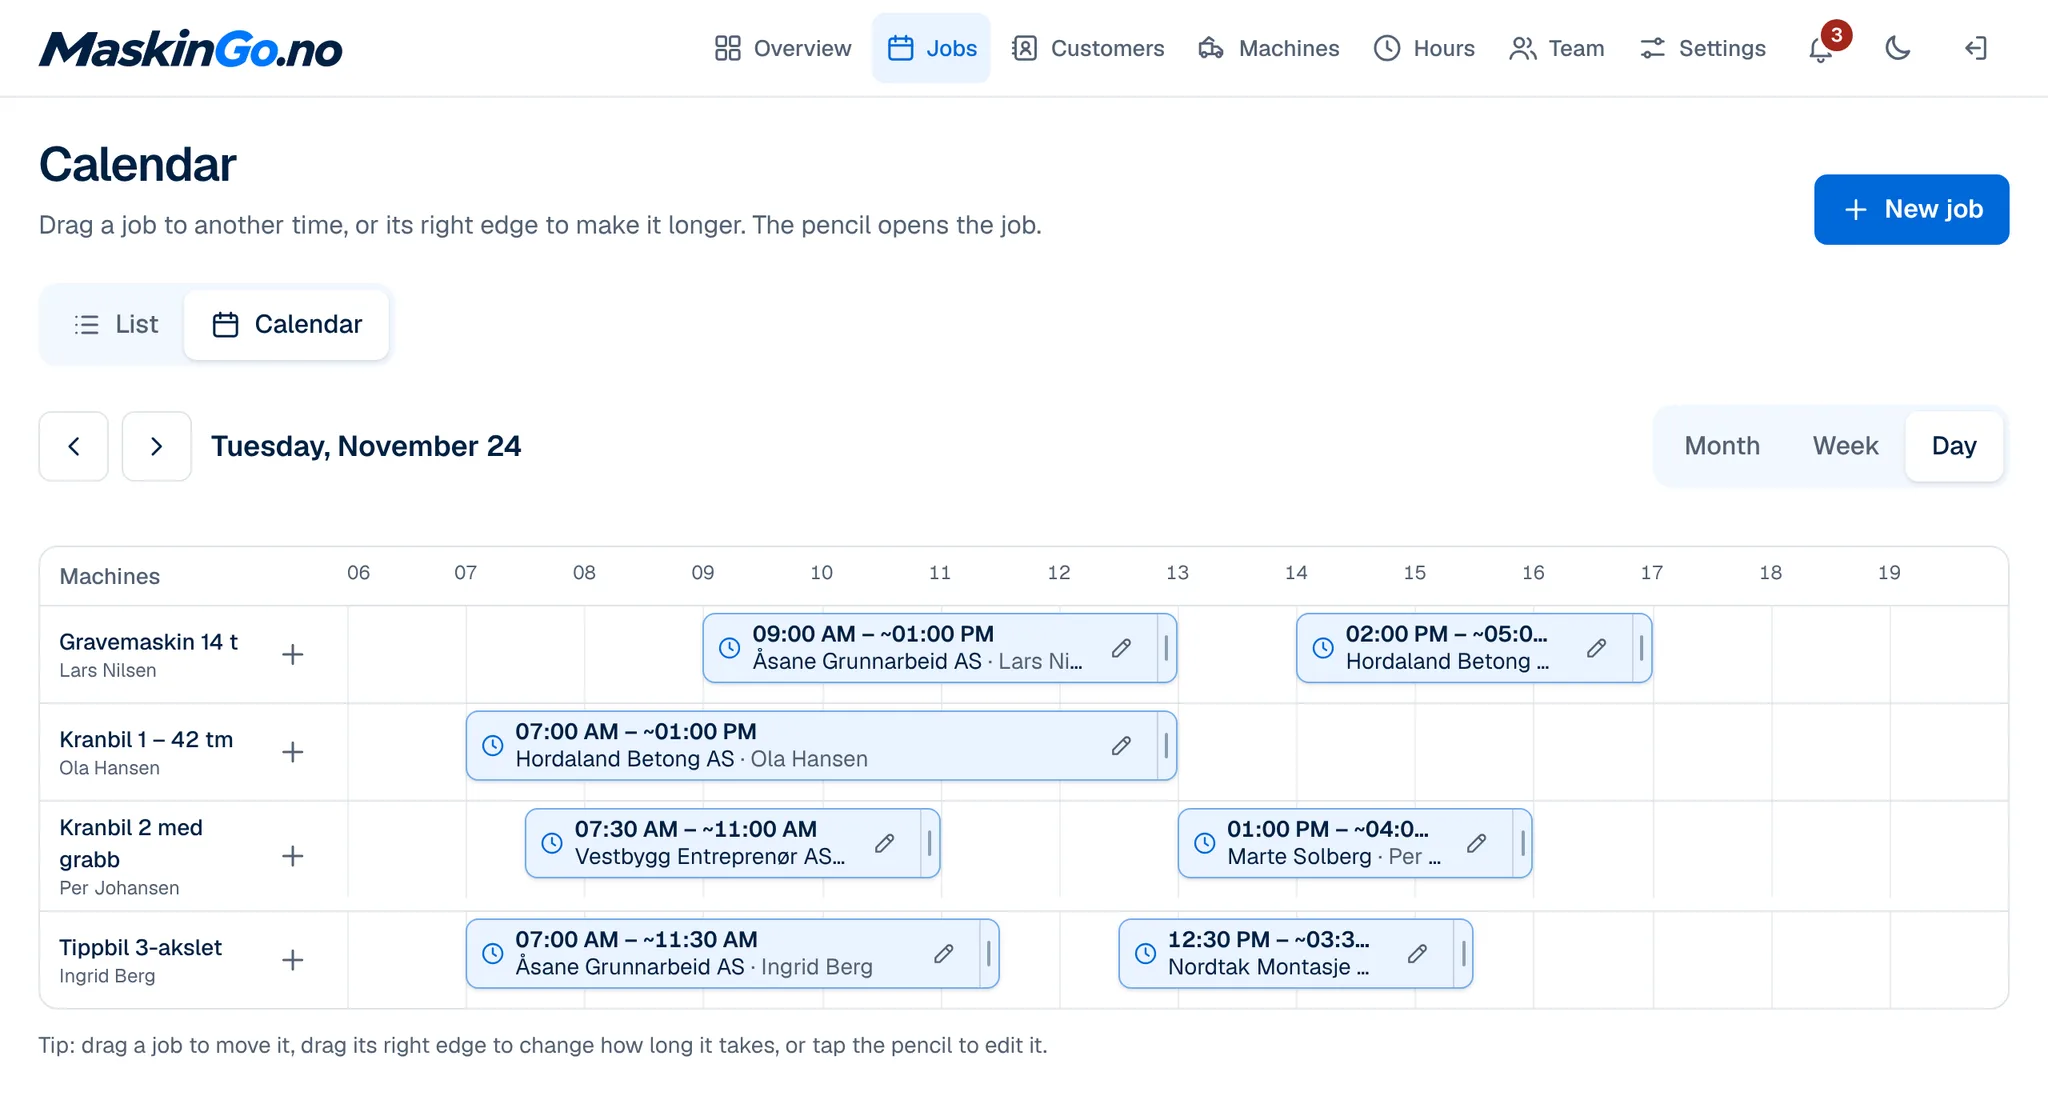 MaskinGo.no
Overview
Jobs
Customers
Machines
Hours
Team
Settings
3
Calendar
Drag a job to another time, or its right edge to make it longer. The pencil opens the job.
New job
List
Calendar
Tuesday, November 24
Month
Week
Day
Machines
06 07 08 09 10 11 12 13 14 15 16 17 18 19
Gravemaskin 14 t
Lars Nilsen
09:00 AM – ~01:00 PM
Åsane Grunnarbeid AS · Lars Ni...
02:00 PM – ~05:0...
Hordaland Betong ...
Kranbil 1 – 42 tm
Ola Hansen
07:00 AM – ~01:00 PM
Hordaland Betong AS · Ola Hansen
Kranbil 2 med
grabb
Per Johansen
07:30 AM – ~11:00 AM
Vestbygg Entreprenør AS...
01:00 PM – ~04:0...
Marte Solberg · Per ...
Tippbil 3-akslet
Ingrid Berg
07:00 AM – ~11:30 AM
Åsane Grunnarbeid AS · Ingrid Berg
12:30 PM – ~03:3...
Nordtak Montasje ...
Tip: drag a job to move it, drag its right edge to change how long it takes, or tap the pencil to edit it.